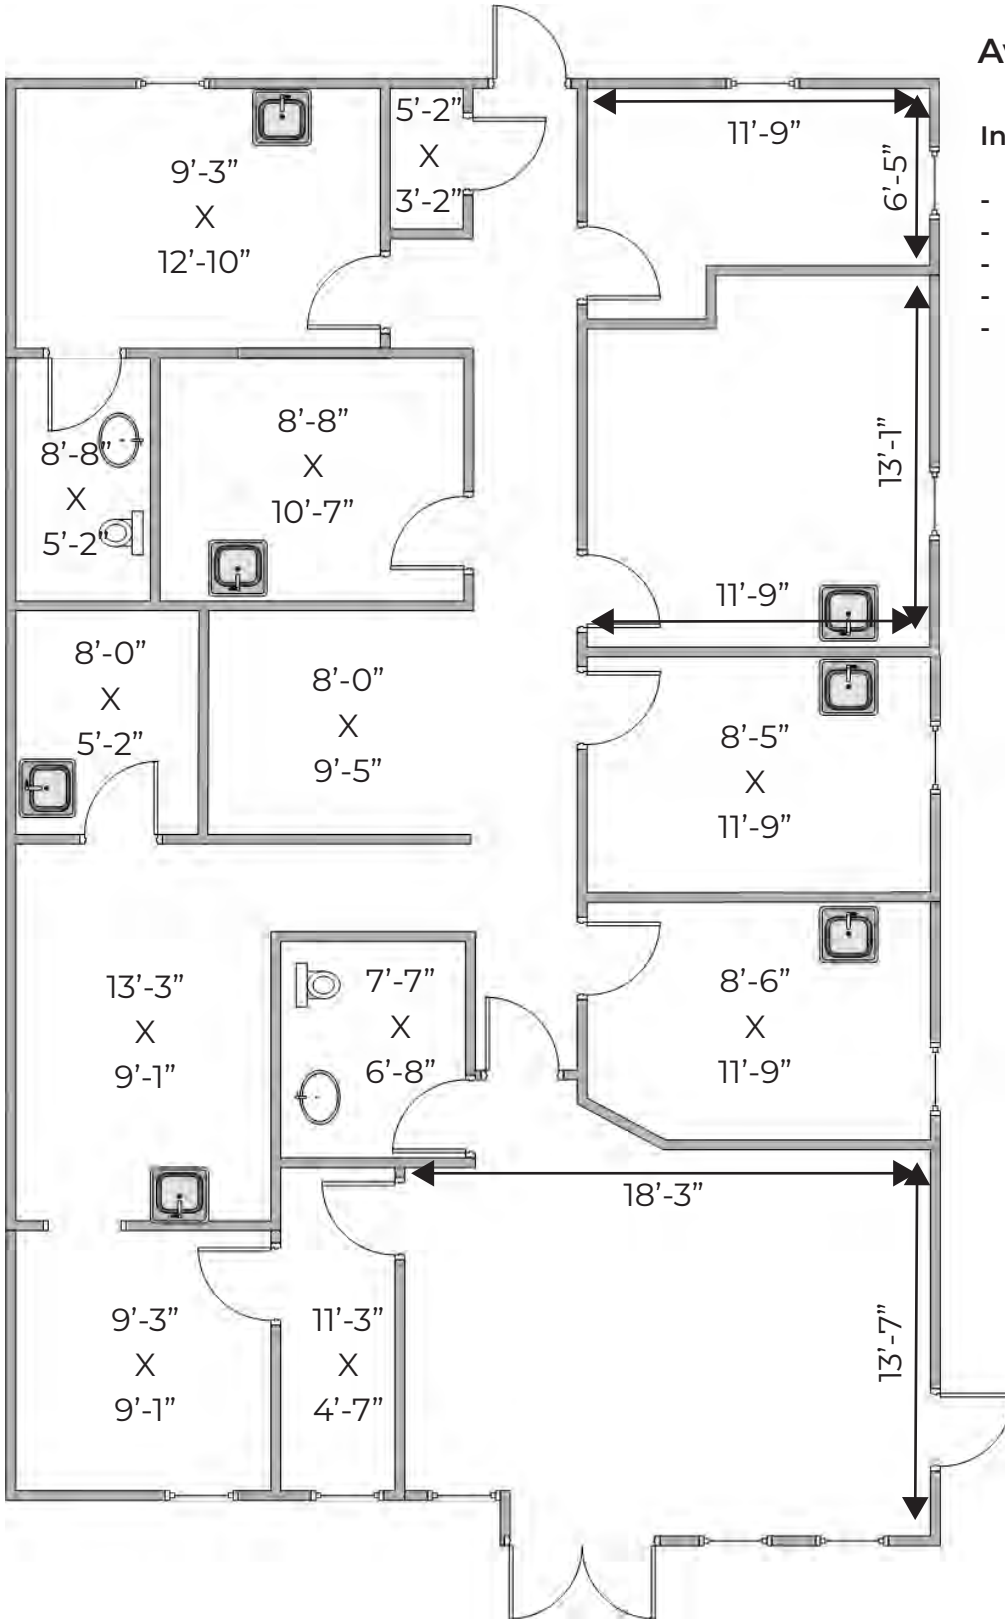 Av
In
-
-
-
-
-
5’-2”
X
3’-2”
11’-9”
6’-5”
9’-3”
X
12’-10”
8’-8”
X
5’-2”
8’-8”
X
10’-7”
13’-1”
11’-9”
8’-0”
X
5’-2”
8’-0”
X
9’-5”
8’-5”
X
11’-9”
13’-3”
X
9’-1”
7’-7”
X
6’-8”
8’-6”
X
11’-9”
18’-3”
13’-7”
9’-3”
X
9’-1”
11’-3”
X
4’-7”